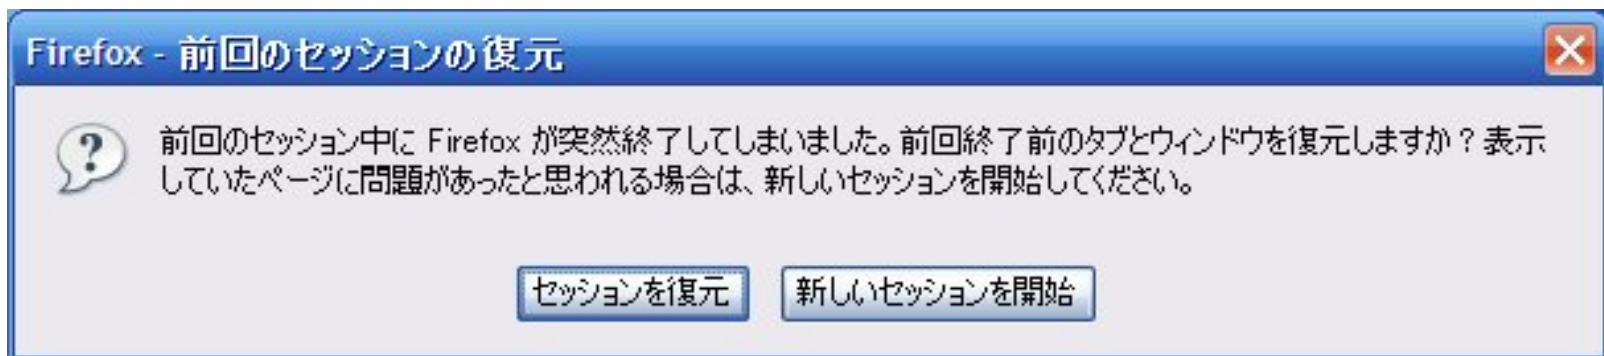 Firefox - 前回のセッションの復元
前回のセッション中に Firefox が突然終了してしまいました。前回終了前のタブとウィンドウを復元しますか？表示
していたページに問題があったと思われる場合は、新しいセッションを開始してください。
セッションを復元 新しいセッションを開始